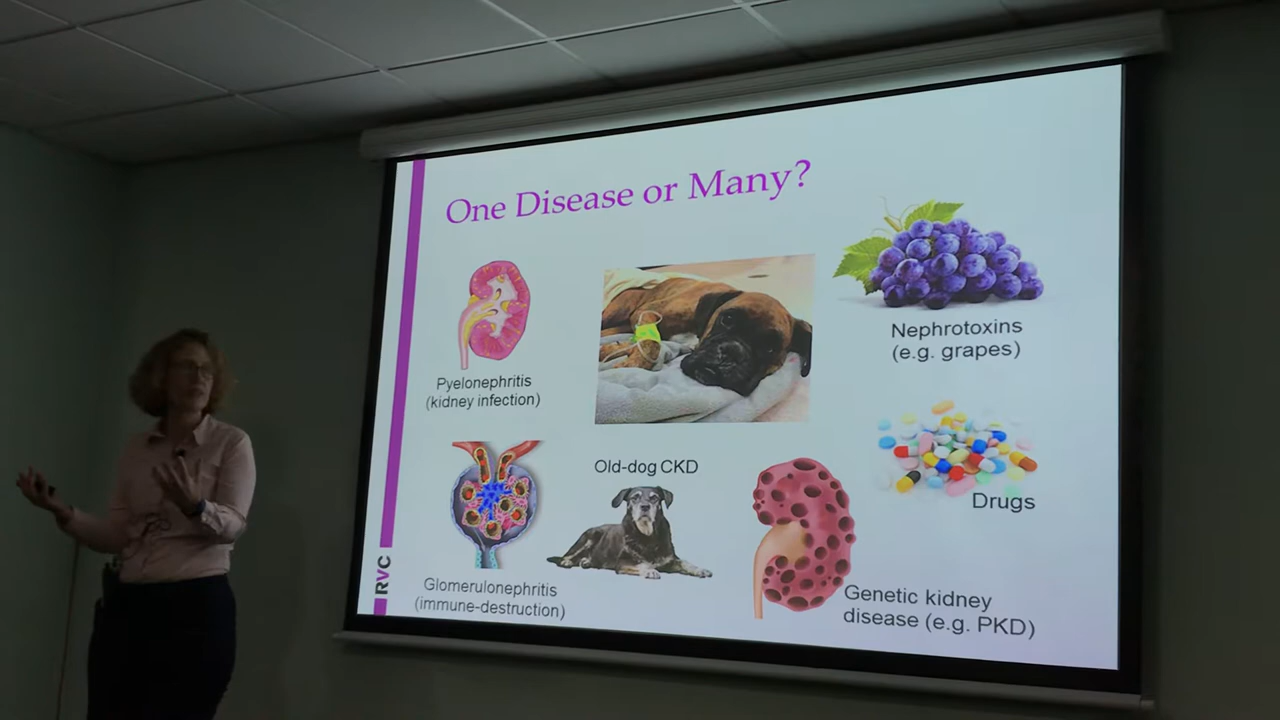 One Disease or Many?
Pyelonephritis
(kidney infection)
Nephrotoxins
(e.g. grapes)
Old-dog CKD
Drugs
Glomerulonephritis
(immune-destruction)
Genetic kidney
disease (e.g. PKD)
RVC